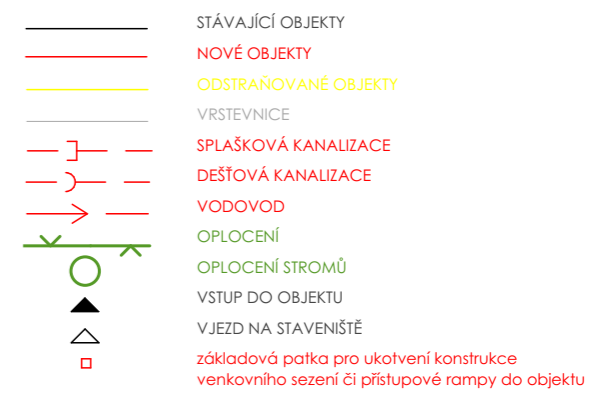 STÁVAJÍCÍ OBJEKTY
NOVÉ OBJEKTY
ODSTRAŇOVANÉ OBJEKTY
VRSTEVNICE
SPLAŠKOVÁ KANALIZACE
DEŠŤOVÁ KANALIZACE
VODOVOD
OPLOCENÍ
OPLOCENÍ STROMŮ
VSTUP DO OBJEKTU
VJEZD NA STAVENIŠTĚ
základová patka pro ukotvení konstrukce
venkovního sezení či přístupové rampy do objektu